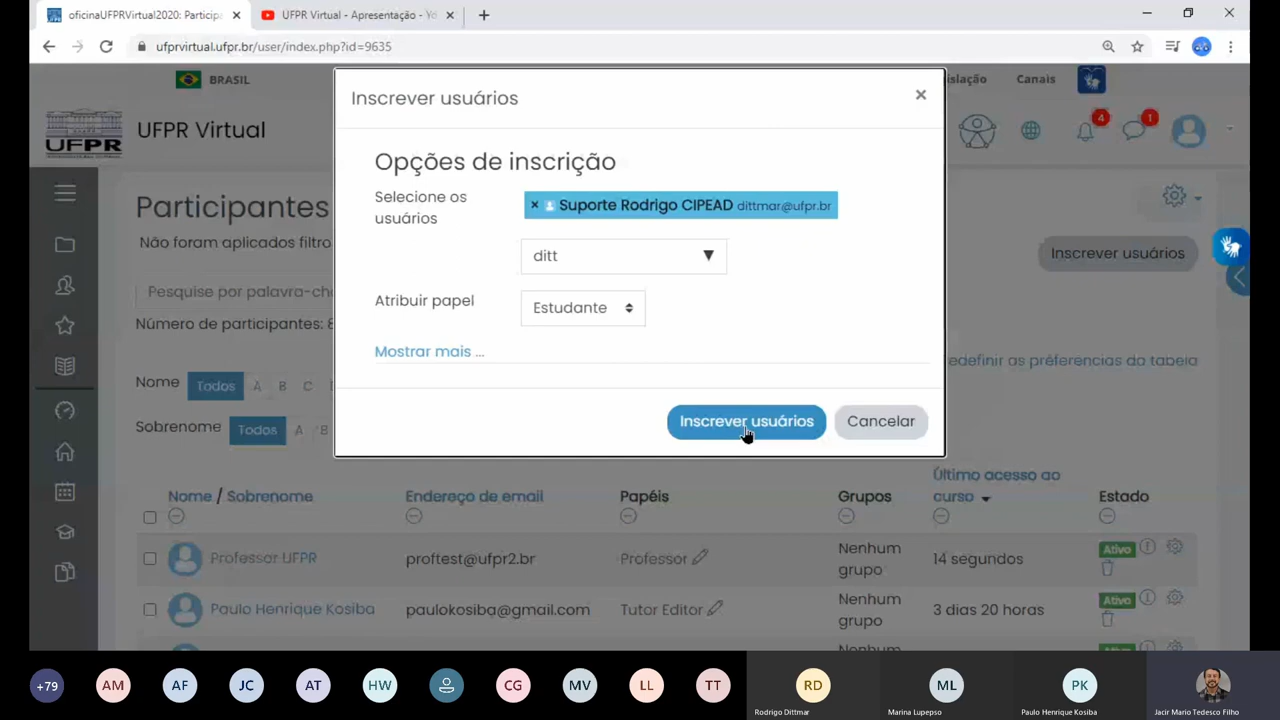 oficinaUFPRVirtual2020: Particip
UFPR Virtual - Apresentação - Yo
ufprvirtual.ufpr.br/user/index.php?id=9635
BRASIL
islação
Canais
UFPR
UFPR Virtual
4
1
Inscrever usuários
Opções de inscrição
Selecione os
usuários
Suporte Rodrigo CIPEAD dittmar@ufpr.br
ditt
Atribuir papel
Estudante
Mostrar mais ...
Inscrever usuários
Cancelar
Participantes
Não foram aplicados filtro
Inscrever usuários
Pesquise por palavra-cha
Número de participantes: 8
edefinir as preferências da tabela
Nome
Todos
A
B
C
Sobrenome
Todos
A
B
Nome / Sobrenome
Endereço de email
Papéis
Grupos
Último acesso ao
curso
Estado
Professor UFPR
proftest@ufpr2.br
Professor
Nenhum
grupo
14 segundos
Ativo
Paulo Henrique Kosiba
paulokosiba@gmail.com
Tutor Editor
Nenhum
grupo
3 dias 20 horas
Ativo
+79
AM
AF
JC
AT
HW
CG
MV
LL
TT
RD
ML
PK
Rodrigo Dittmar
Marina Lupepso
Paulo Henrique Kosiba
Jacir Mario Tedesco Filho